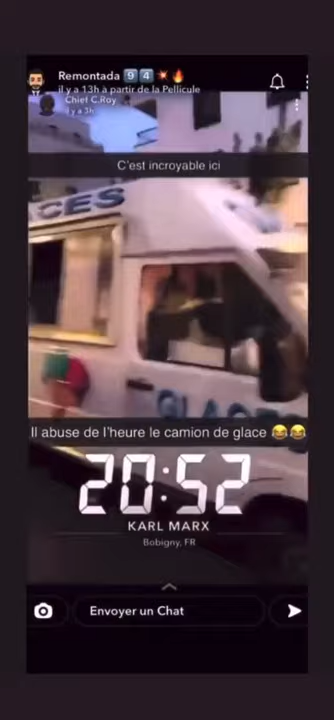 Remontada 9 4 💥🔥
il y a 13h à partir de la Pellicule
Chief C.Roy
il y a 3h
C'est incroyable ici
CES
GLACES
Il abuse de l'heure le camion de glace 😂😂
20:52
KARL MARX
Bobigny, FR
Envoyer un Chat